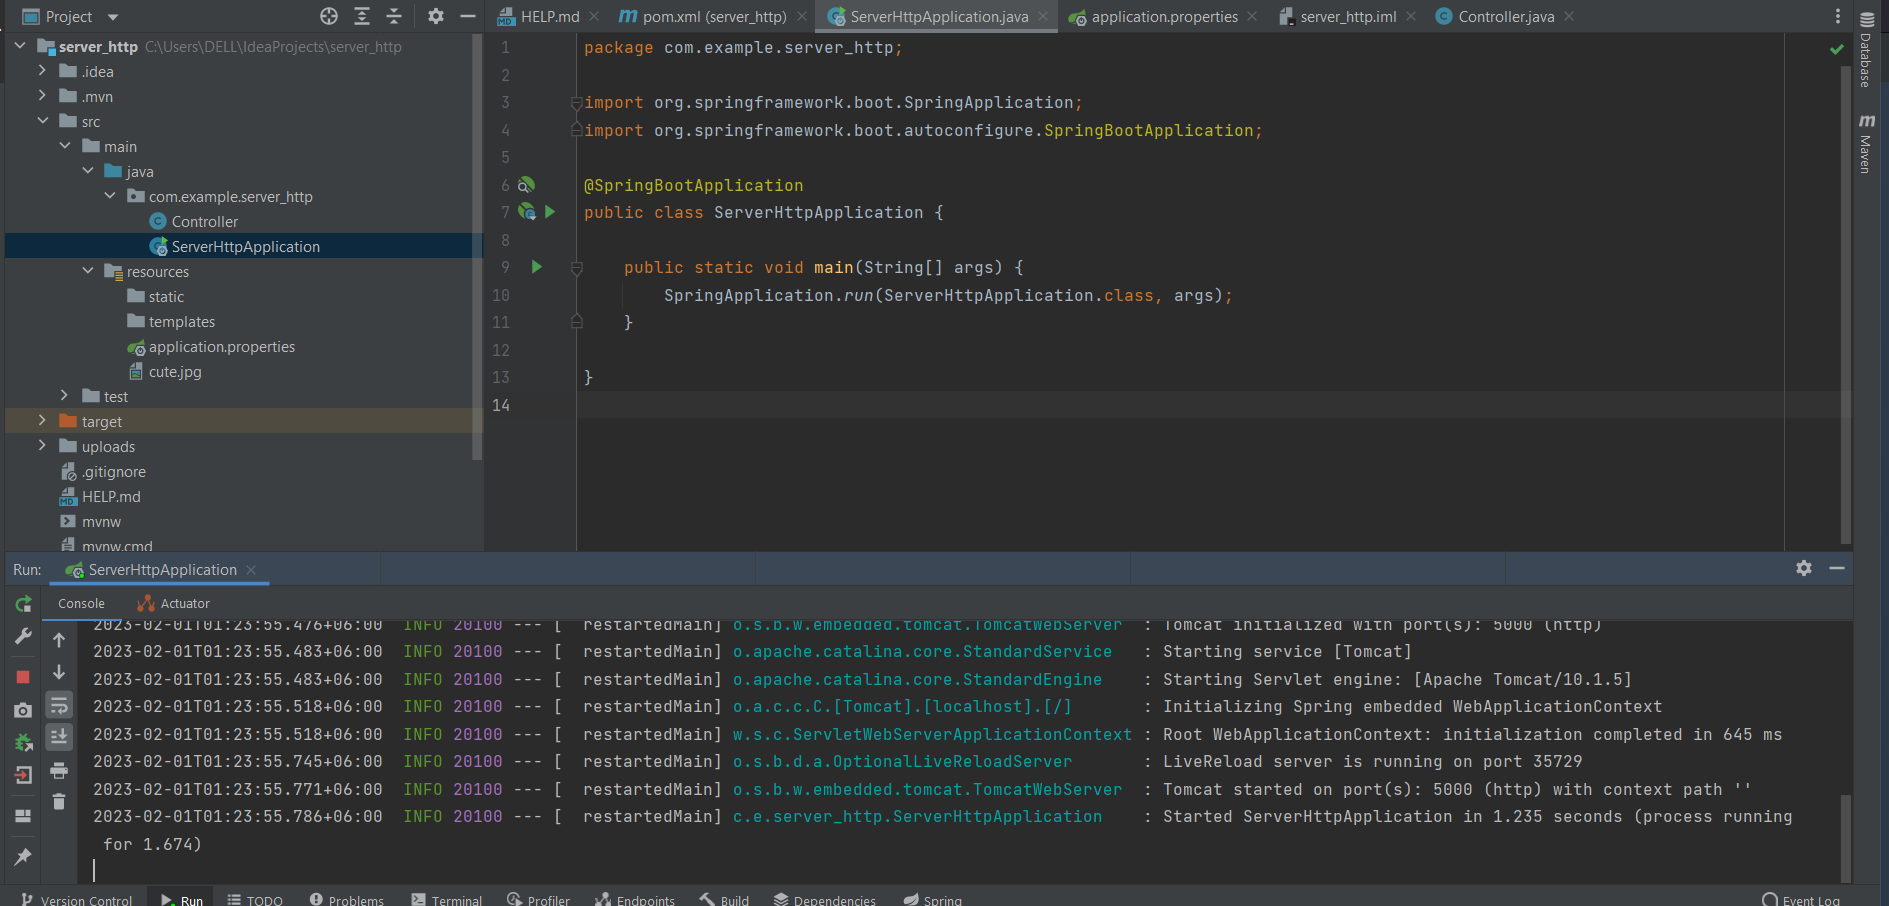 Project
HELP.md
pom.xml (server_http)
ServerHttpApplication.java
application.properties
server_http.iml
Controller.java
Database
Maven
server_http C:\Users\DELL\IdeaProjects\server_http
.idea
.mvn
src
main
java
com.example.server_http
Controller
ServerHttpApplication
resources
static
templates
application.properties
cute.jpg
test
target
uploads
.gitignore
HELP.md
mvnw
mvnw.cmd
1 package com.example.server_http;
2
3 import org.springframework.boot.SpringApplication;
4 import org.springframework.boot.autoconfigure.SpringBootApplication;
5
6 @SpringBootApplication
7 public class ServerHttpApplication {
8
9 public static void main(String[] args) {
10 SpringApplication.run(ServerHttpApplication.class, args);
11 }
12
13 }
14
Run: ServerHttpApplication
Console Actuator
2023-02-01T01:23:55.476+06:00 INFO 20100 --- [ restartedMain] o.s.b.w.embedded.tomcat.TomcatWebServer : Tomcat initialized with port(s): 5000 (http)
2023-02-01T01:23:55.483+06:00 INFO 20100 --- [ restartedMain] o.apache.catalina.core.StandardService : Starting service [Tomcat]
2023-02-01T01:23:55.483+06:00 INFO 20100 --- [ restartedMain] o.apache.catalina.core.StandardEngine : Starting Servlet engine: [Apache Tomcat/10.1.5]
2023-02-01T01:23:55.518+06:00 INFO 20100 --- [ restartedMain] o.a.c.c.C.[Tomcat].[localhost].[/] : Initializing Spring embedded WebApplicationContext
2023-02-01T01:23:55.518+06:00 INFO 20100 --- [ restartedMain] w.s.c.ServletWebServerApplicationContext : Root WebApplicationContext: initialization completed in 645 ms
2023-02-01T01:23:55.745+06:00 INFO 20100 --- [ restartedMain] o.s.b.d.a.OptionalLiveReloadServer : LiveReload server is running on port 35729
2023-02-01T01:23:55.771+06:00 INFO 20100 --- [ restartedMain] o.s.b.w.embedded.tomcat.TomcatWebServer : Tomcat started on port(s): 5000 (http) with context path ''
2023-02-01T01:23:55.786+06:00 INFO 20100 --- [ restartedMain] c.e.server_http.ServerHttpApplication : Started ServerHttpApplication in 1.235 seconds (process running
for 1.674)
Version Control Run TODO Problems Terminal Profiler Endpoints Build Dependencies Spring Event Log